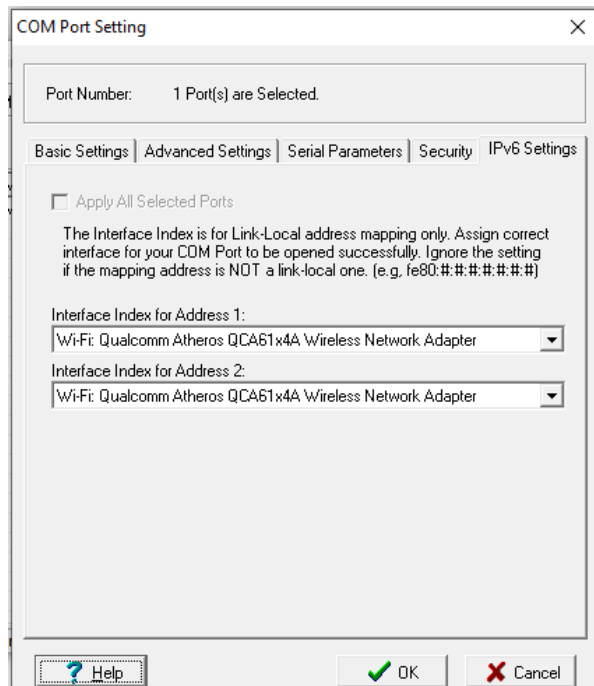 COM Port Setting
Port Number: 1 Port(s) are Selected.
Basic Settings Advanced Settings Serial Parameters Security IPv6 Settings
Apply All Selected Ports
The Interface Index is for Link-Local address mapping only. Assign correct
interface for your COM Port to be opened successfully. Ignore the setting
if the mapping address is NOT a link-local one. (e.g, fe80:#:#:#:#:#:#:#)
Interface Index for Address 1:
Wi-Fi: Qualcomm Atheros QCA61x4A Wireless Network Adapter
Interface Index for Address 2:
Wi-Fi: Qualcomm Atheros QCA61x4A Wireless Network Adapter
? Help OK Cancel